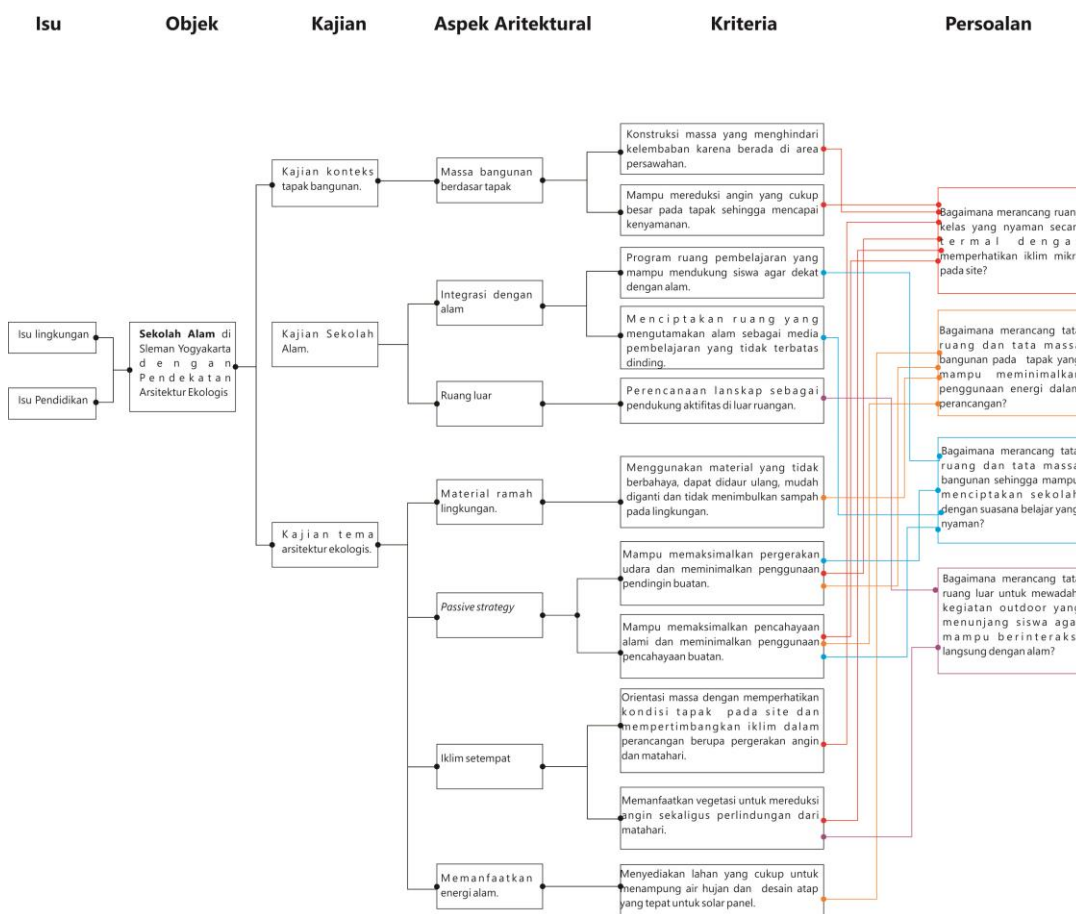 Isu
Objek
Kajian
Aspek Aritektural
Kriteria
Persoalan
Isu lingkungan
Isu Pendidikan
Sekolah Alam di
Sleman Yogyakarta
dengan
Pendekatan
Arsitektur Ekologis
Kajian konteks
tapak bangunan.
Kajian Sekolah
Alam.
Kajian tema
arsitektur ekologis.
Massa bangunan
berdasar tapak
Integrasi dengan
alam
Ruang luar
Material ramah
lingkungan.
Passive strategy
Iklim setempat
Memanfaatkan
energi alam.
Konstruksi massa yang menghindari
kelembaban karena berada di area
persawahan.
Mampu mereduksi angin yang cukup
besar pada tapak sehingga mencapai
kenyamanan.
Program ruang pembelajaran yang
mampu mendukung siswa agar dekat
dengan alam.
Menciptakan ruang yang
mengutamakan alam sebagai media
pembelajaran yang tidak terbatas
dinding.
Perencanaan lanskap sebagai
pendukung aktifitas di luar ruangan.
Menggunakan material yang tidak
berbahaya, dapat didaur ulang, mudah
diganti dan tidak menimbulkan sampah
pada lingkungan.
Mampu memaksimalkan pergerakan
udara dan meminimalkan penggunaan
pendingin buatan.
Mampu memaksimalkan pencahayaan
alami dan meminimalkan penggunaan
pencahayaan buatan.
Orientasi massa dengan memperhatikan
kondisi tapak pada site dan
mempertimbangkan iklim dalam
perancangan berupa pergerakan angin
dan matahari.
Memanfaatkan vegetasi untuk mereduksi
angin sekaligus perlindungan dari
matahari.
Menyediakan lahan yang cukup untuk
menampung air hujan dan desain atap
yang tepat untuk solar panel.
Bagaimana merancang ruan
kelas yang nyaman secar
termal denga
memperhatikan iklim mikr
pada site?
Bagaimana merancang tata
ruang dan tata massa
bangunan pada tapak yang
mampu meminimalkan
penggunaan energi dalam
perancangan?
Bagaimana merancang tata
ruang dan tata massa
bangunan sehingga mampu
menciptakan sekolah
dengan suasana belajar yang
nyaman?
Bagaimana merancang tata
ruang luar untuk mewadah
kegiatan outdoor yang
menunjang siswa agar
mampu berinteraks
langsung dengan alam?